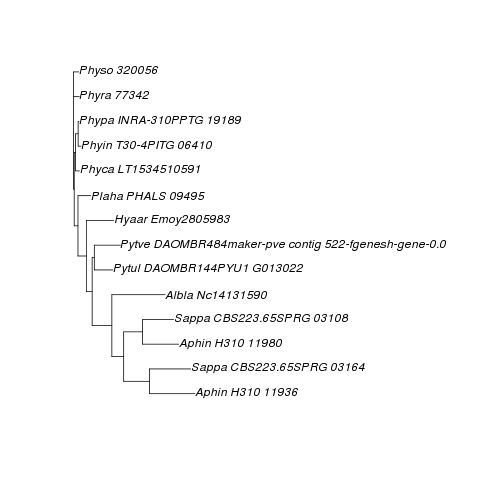 Physo 320056
Phyra 77342
Phypa INRA-310PPTG 19189
Phyin T30-4PITG 06410
Phyca LT1534510591
Plaha PHALS 09495
Hyaar Emoy2805983
Pytve DAOMBR484maker-pve contig 522-fgenesh-gene-0.0
Pytul DAOMBR144PYU1 G013022
Albla Nc14131590
Sappa CBS223.65SPRG 03108
Aphin H310 11980
Sappa CBS223.65SPRG 03164
Aphin H310 11936